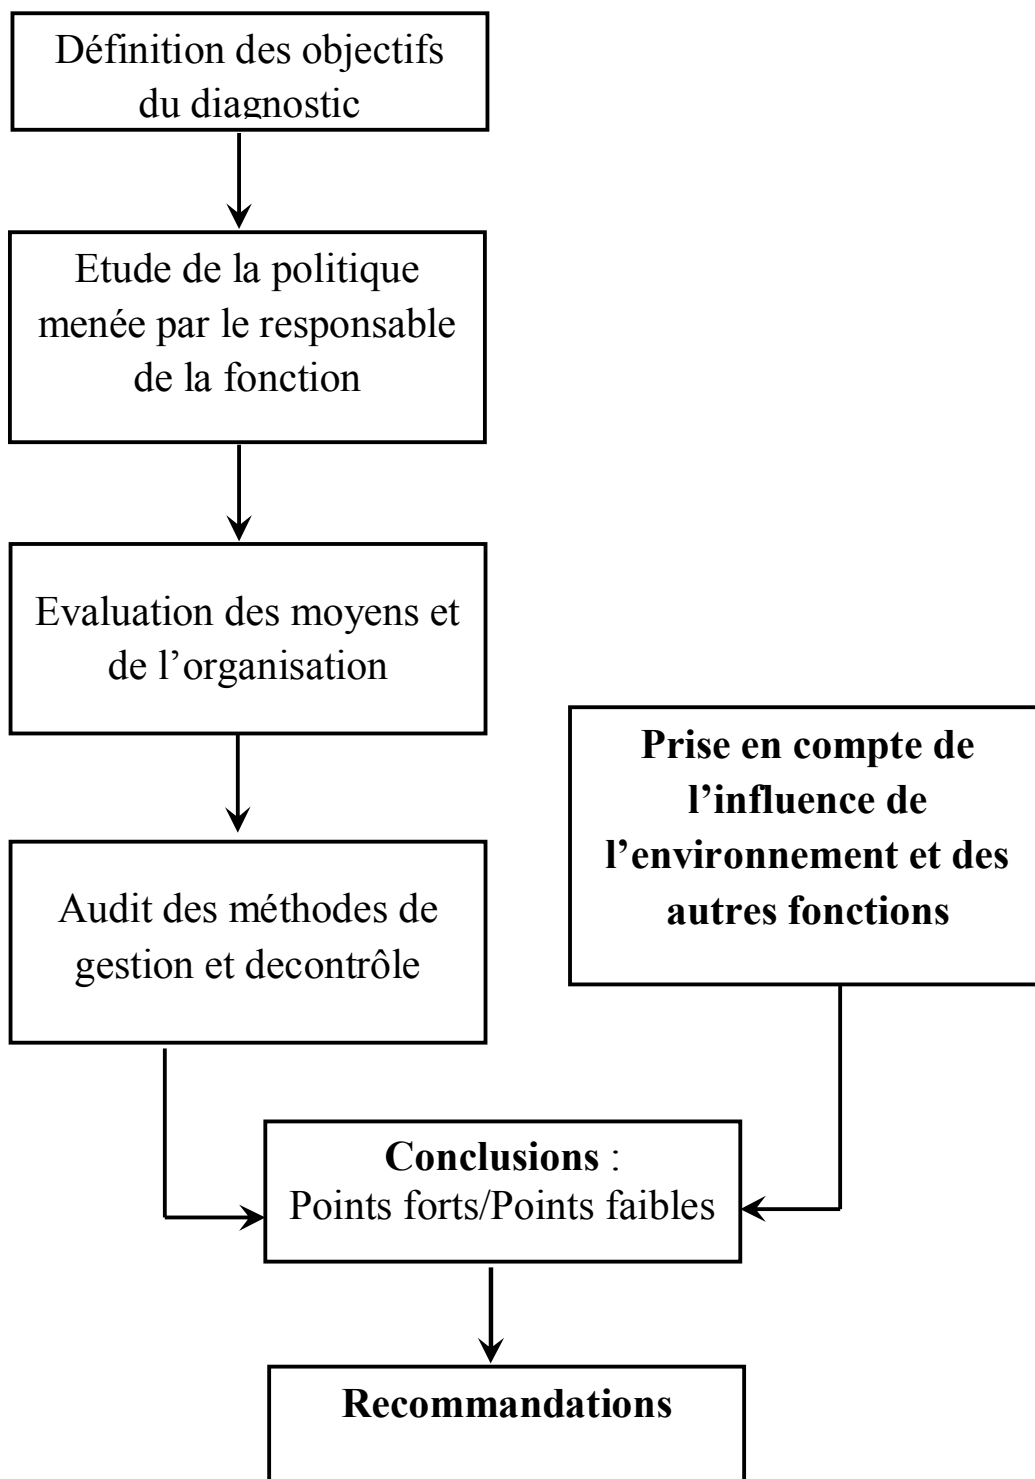 Définition des objectifs
du diagnostic
Etude de la politique
menée par le responsable
de la fonction
Evaluation des moyens et
de l’organisation
Audit des méthodes de
gestion et decontrôle
Prise en compte de
l’influence de
l’environnement et des
autres fonctions
Conclusions :
Points forts/Points faibles
Recommandations